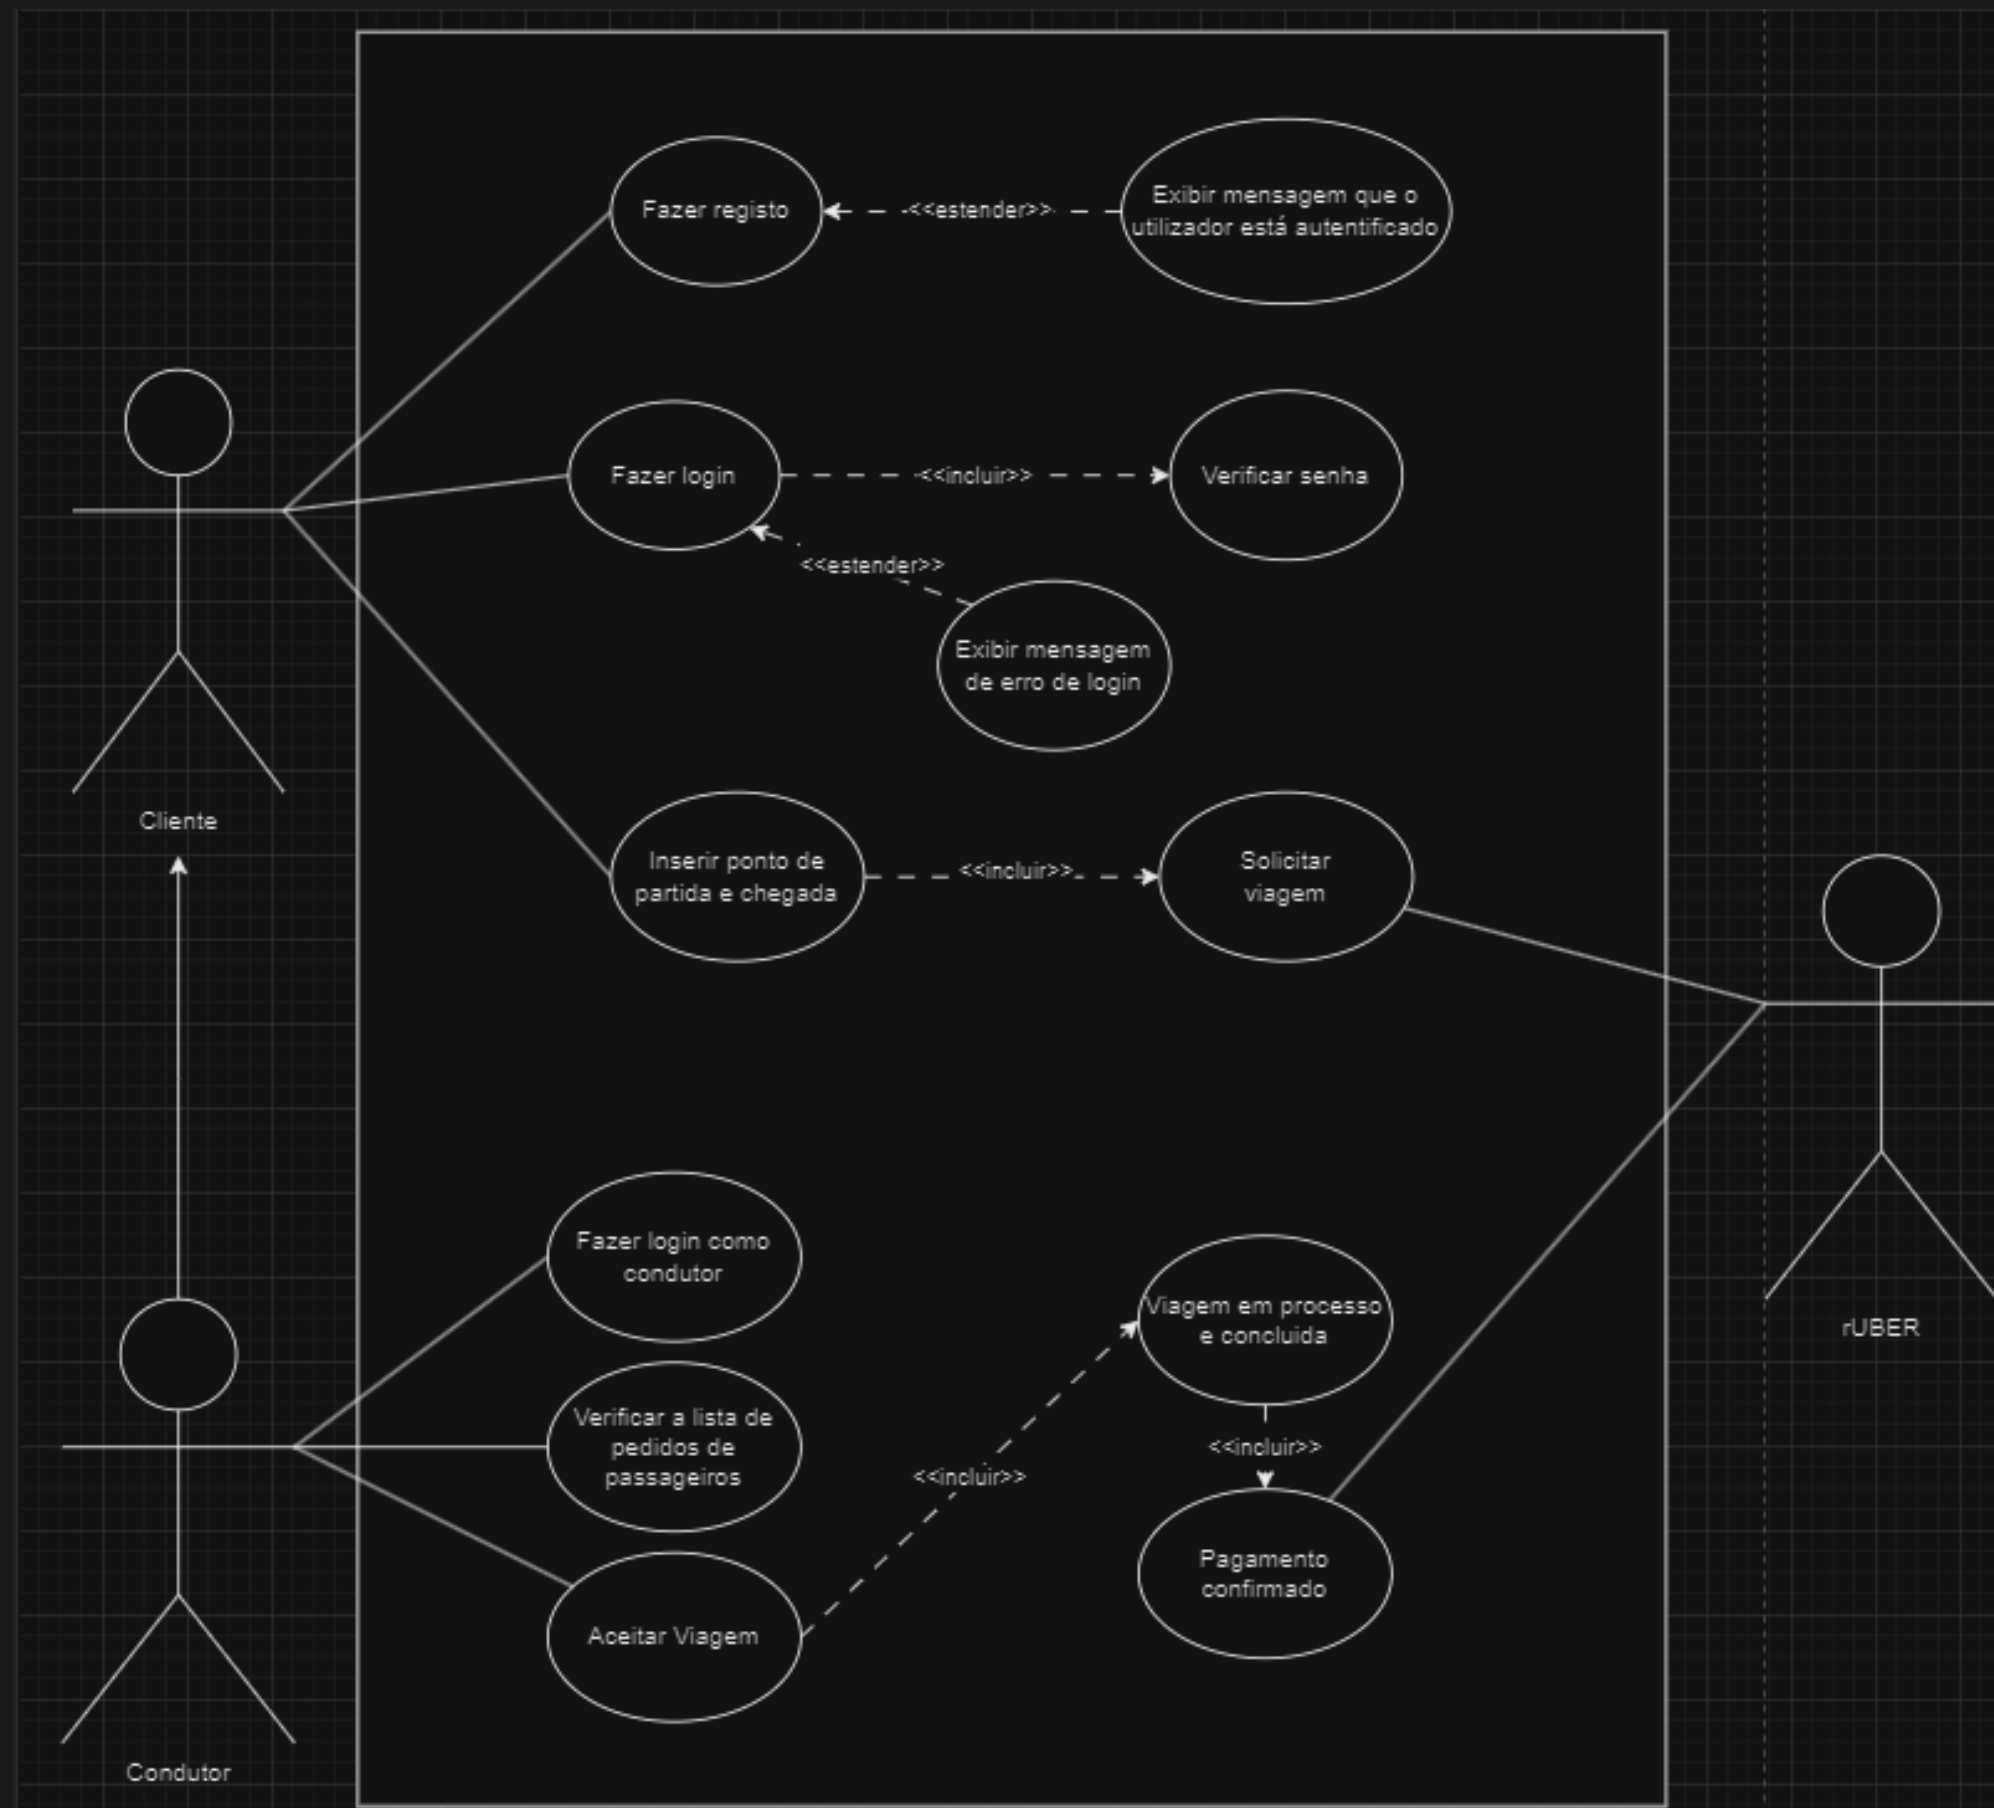 Fazer registo
<<estender>>
Exibir mensagem que o
utilizador está autentificado
Fazer login
<<incluir>>
Verificar senha
<<estender>>
Exibir mensagem
de erro de login
Cliente
Inserir ponto de
partida e chegada
<<incluir>>
Solicitar
viagem
Fazer login como
condutor
Viagem em processo
e concluida
rUBER
Verificar a lista de
pedidos de
passageiros
<<incluir>>
<<incluir>>
Pagamento
confirmado
Aceitar Viagem
Condutor